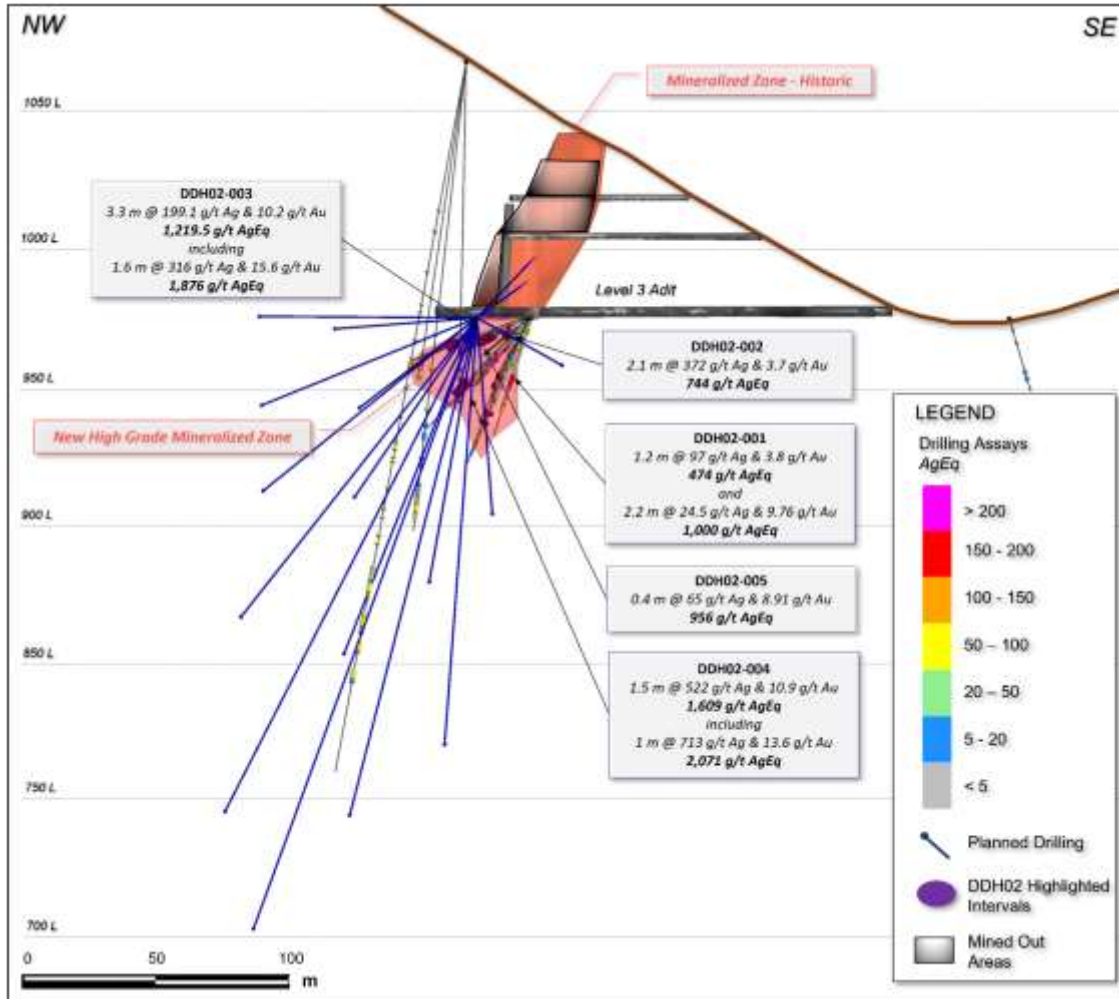 NW
SE
Mineralized Zone - Historic
1050 L
DDH02-003
3.3 m @ 199.1 g/t Ag & 10.2 g/t Au
1,219.5 g/t AgEq
including
1.6 m @ 316 g/t Ag & 15.6 g/t Au
1,876 g/t AgEq
1000 L
Level 3 Adit
DDH02-002
2.1 m @ 372 g/t Ag & 3.7 g/t Au
744 g/t AgEq
950 L
New High Grade Mineralized Zone
DDH02-001
1.2 m @ 97 g/t Ag & 3.8 g/t Au
474 g/t AgEq
and
2.2 m @ 24.5 g/t Ag & 9.76 g/t Au
1,000 g/t AgEq
900 L
DDH02-005
0.4 m @ 65 g/t Ag & 8.91 g/t Au
956 g/t AgEq
850 L
DDH02-004
1.5 m @ 522 g/t Ag & 10.9 g/t Au
1,609 g/t AgEq
including
1 m @ 713 g/t Ag & 13.6 g/t Au
2,071 g/t AgEq
750 L
700 L
0 50 100
m
LEGEND
Drilling Assays
AgEq
> 200
150 - 200
100 - 150
50 – 100
20 – 50
5 - 20
< 5
Planned Drilling
DDH02 Highlighted
Intervals
Mined Out
Areas